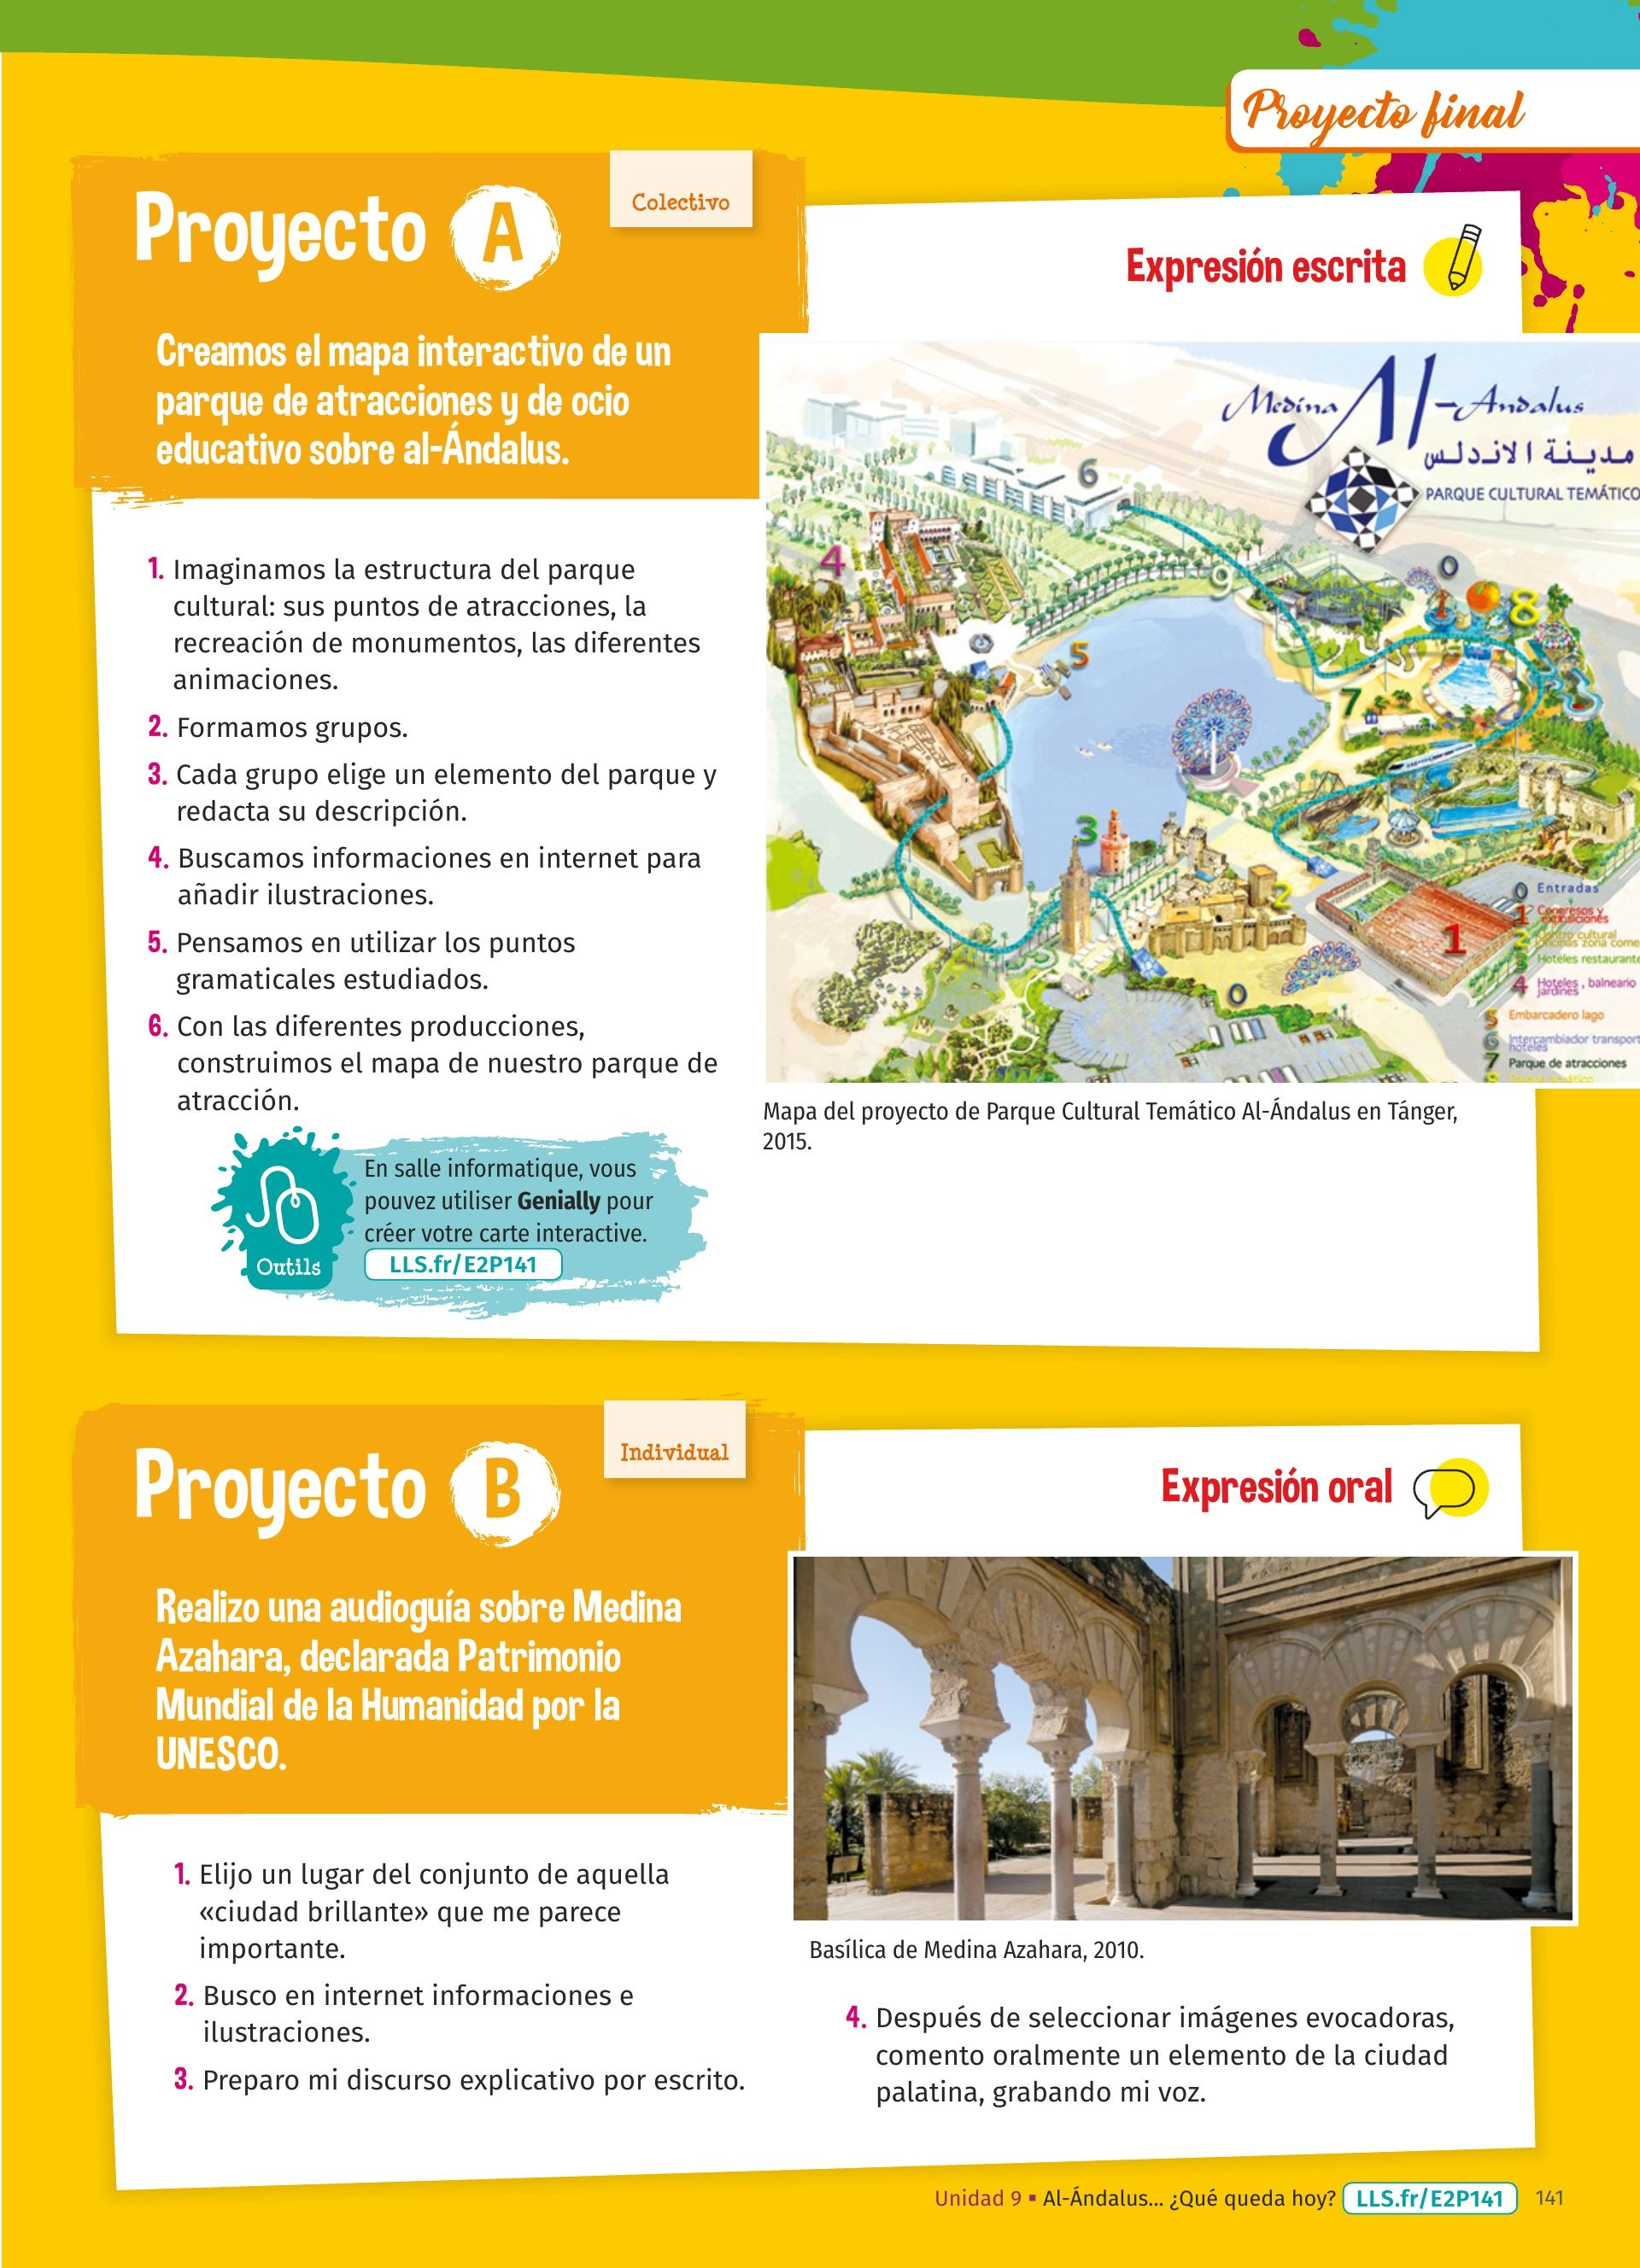 Proyecto final
Proyecto A
Colectivo
Creamos el mapa interactivo de un
parque de atracciones y de ocio
educativo sobre al-Ándalus.
Expresión escrita
1. Imaginamos la estructura del parque
cultural: sus puntos de atracciones, la
recreación de monumentos, las diferentes
animaciones.
2. Formamos grupos.
3. Cada grupo elige un elemento del parque y
redacta su descripción.
4. Buscamos informaciones en internet para
añadir ilustraciones.
5. Pensamos en utilizar los puntos
gramaticales estudiados.
6. Con las diferentes producciones,
construimos el mapa de nuestro parque de
atracción.
Outils
En salle informatique, vous
pouvez utiliser Genially pour
créer votre carte interactive.
LLS.fr/E2P141
Medina Al-Andalus
مدينة الاندلس
PARQUE CULTURAL TEMÁTICO
6
4
9
0
8
5
7
3
2
1
0
0 Entradas
1 Congresos y
exposiciones
2 Centro cultural
3 Hoteles restaurante
4 Hoteles, balneario
jardines
5 Embarcadero lago
6 Intercambiador transport
hoteles
7 Parque de atracciones
Mapa del proyecto de Parque Cultural Temático Al-Ándalus en Tánger,
2015.
Proyecto B
Individual
Realizo una audioguía sobre Medina
Azahara, declarada Patrimonio
Mundial de la Humanidad por la
UNESCO.
Expresión oral
1. Elijo un lugar del conjunto de aquella
«ciudad brillante» que me parece
importante.
2. Busco en internet informaciones e
ilustraciones.
3. Preparo mi discurso explicativo por escrito.
Basílica de Medina Azahara, 2010.
4. Después de seleccionar imágenes evocadoras,
comento oralmente un elemento de la ciudad
palatina, grabando mi voz.
Unidad 9 ▪ Al-Ándalus... ¿Qué queda hoy? LLS.fr/E2P141 141